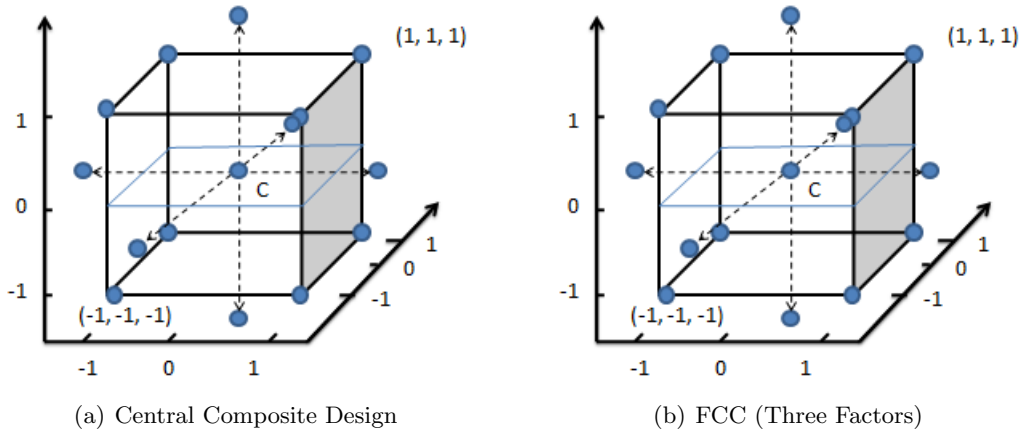 (1, 1, 1)
1
C
0
1
0
-1
-1
(-1, -1, -1)
-1
0
1
(a) Central Composite Design
(1, 1, 1)
1
C
0
1
0
-1
-1
(-1, -1, -1)
-1
0
1
(b) FCC (Three Factors)